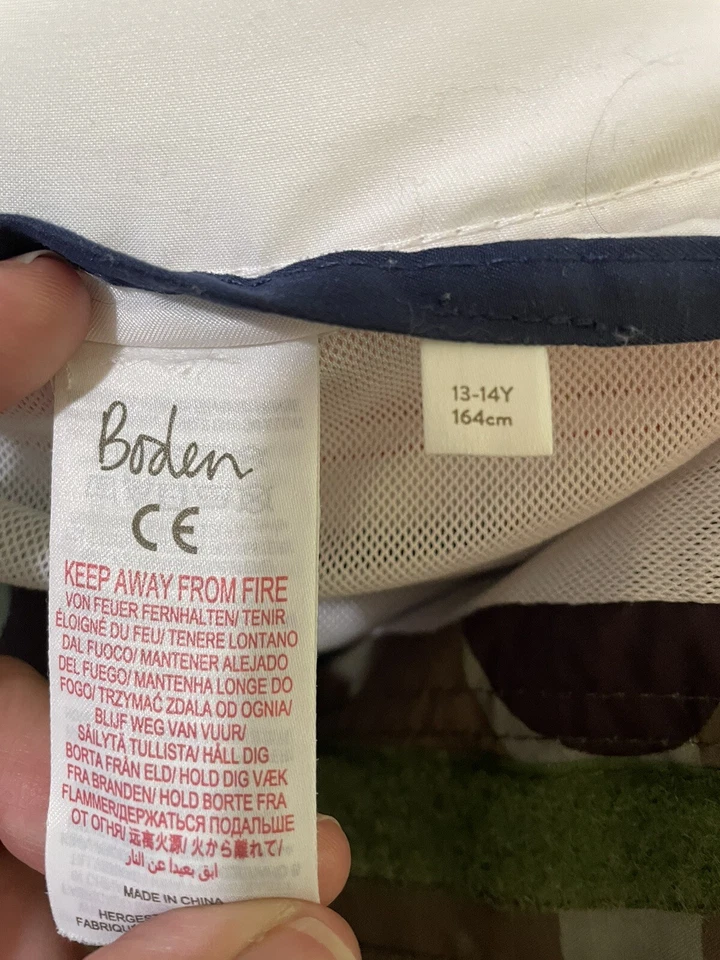 Boden
CE
KEEP AWAY FROM FIRE
VON FEUER FERNHALTEN/ TENIR
ÉLOIGNÉ DU FEU/ TENERE LONTANO
DAL FUOCO/ MANTENER ALEJADO
DEL FUEGO/ MANTENHA LONGE DO
FOGO/ TRZYMAĆ ZDALA OD OGNIA/
BLIJF WEG VAN VUUR/
SÄILYTÄ TULLISTA/ HÅLL DIG
BORTA FRÅN ELD/ HOLD DIG VÆK
FRA BRANDEN/ HOLD BORTE FRA
FLAMMER/ДЕРЖАТЬСЯ ПОДАЛЬШЕ
ОТ ОГНЯ/ 远离火源/ 火から離れて/
ابق بعيدا عن النار
MADE IN CHINA
13-14Y
164cm